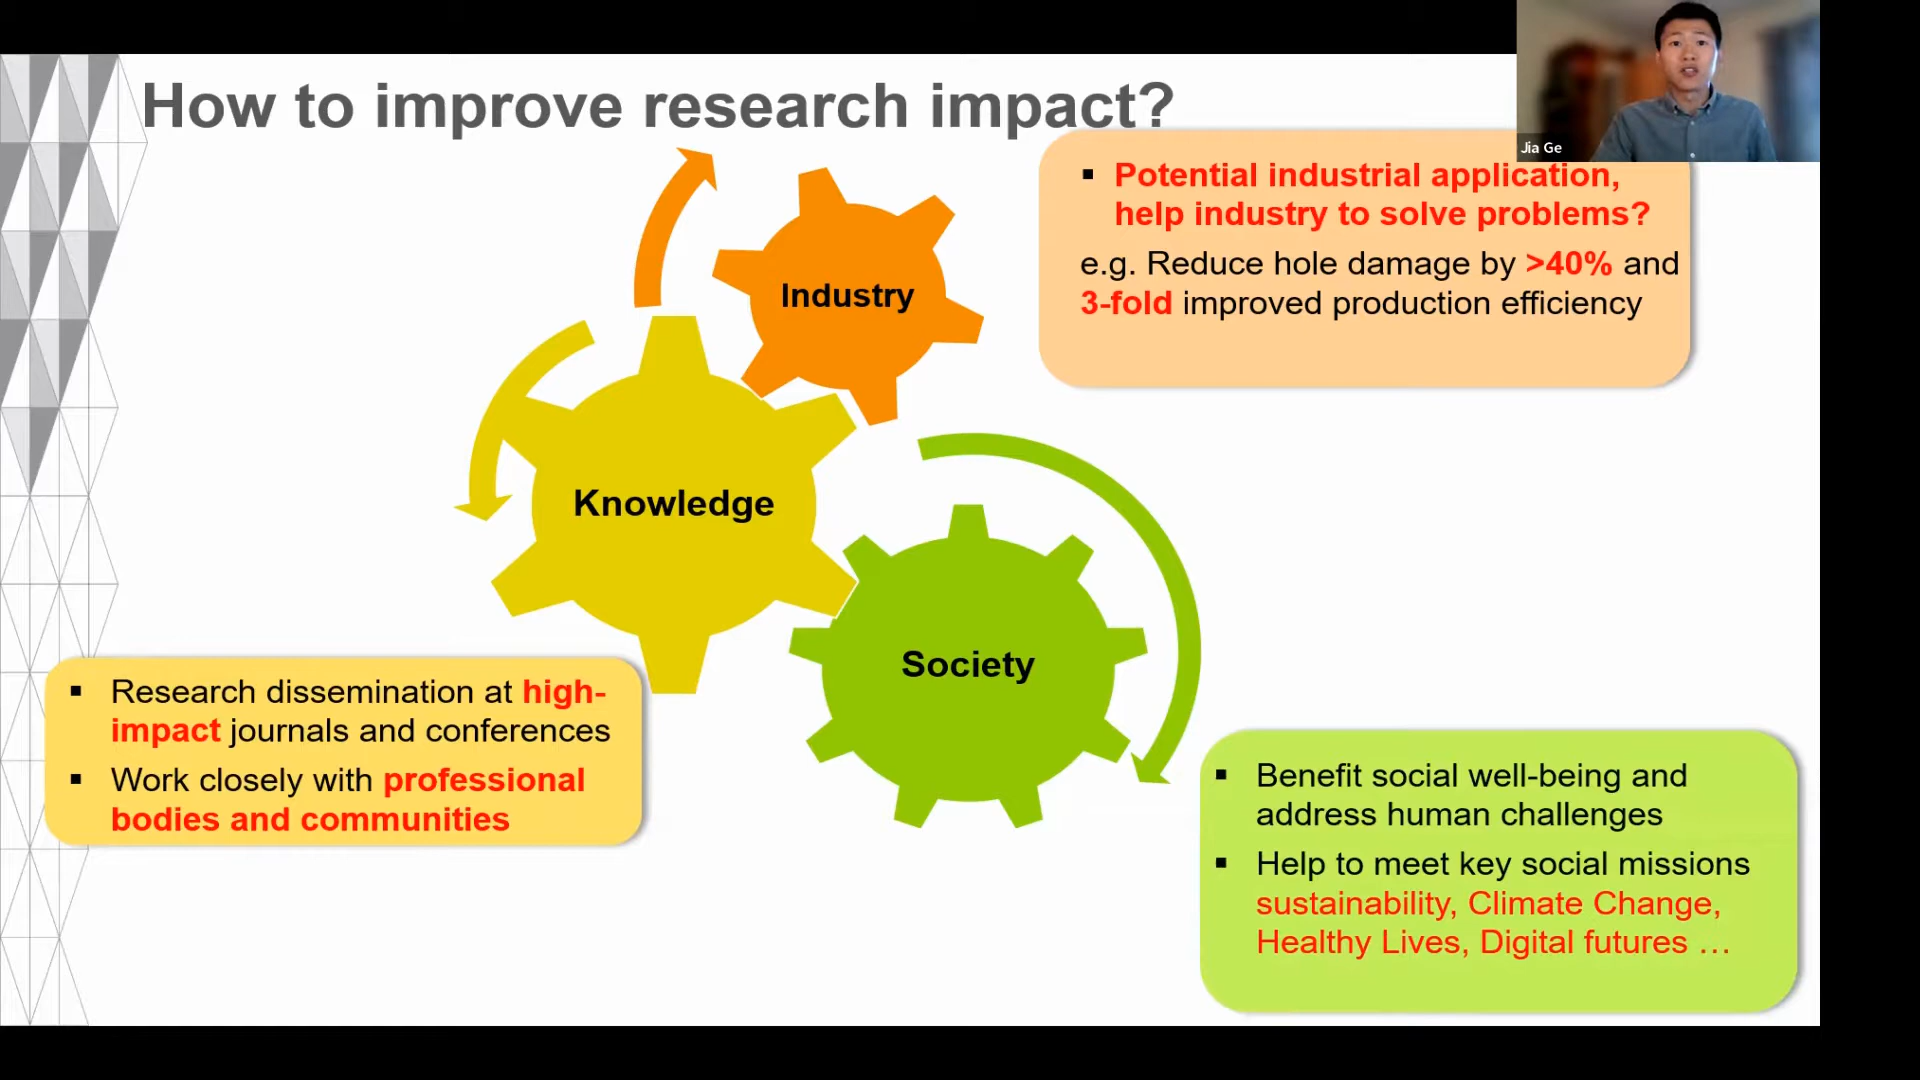 How to improve research impact?
Jia Ge
▪ Potential industrial application,
help industry to solve problems?
e.g. Reduce hole damage by >40% and
3-fold improved production efficiency
Industry
Knowledge
Society
▪ Research dissemination at high-
impact journals and conferences
▪ Work closely with professional
bodies and communities
▪ Benefit social well-being and
address human challenges
▪ Help to meet key social missions
sustainability, Climate Change,
Healthy Lives, Digital futures …